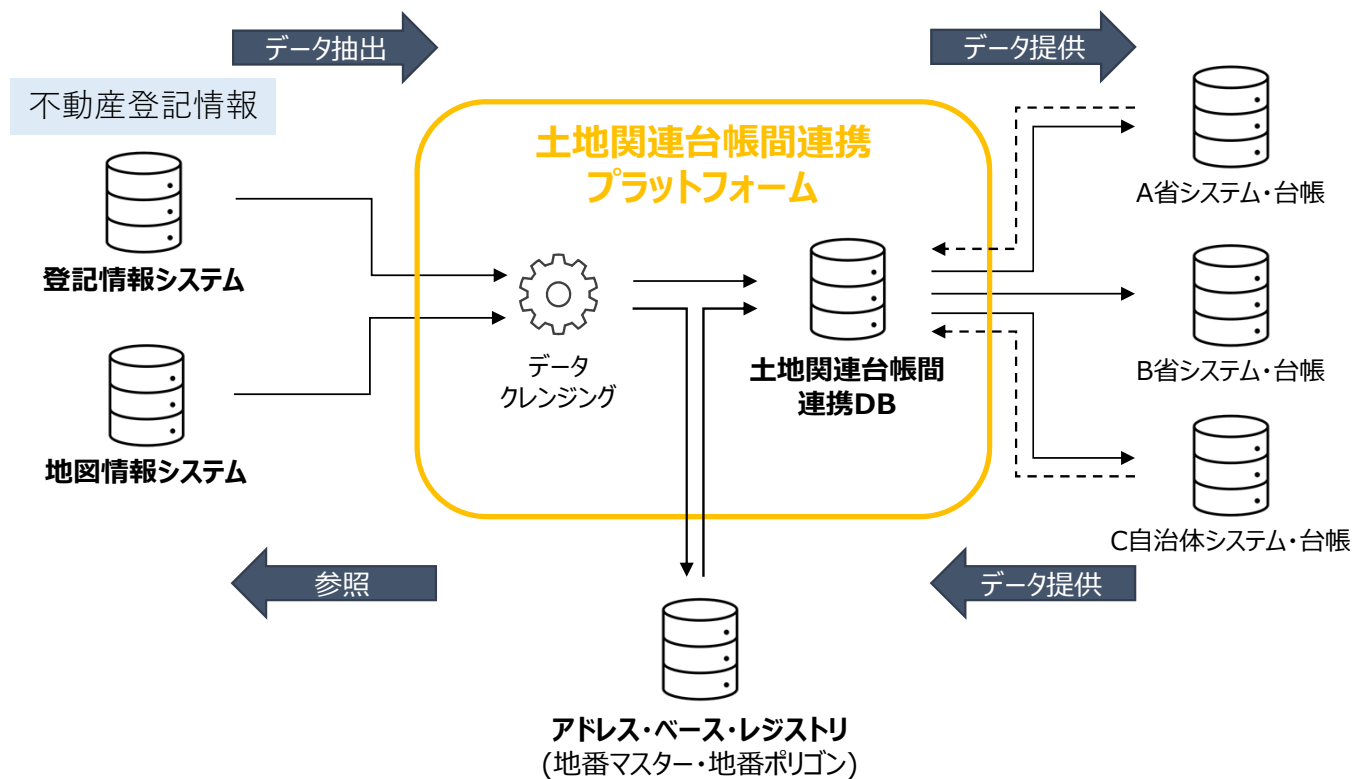 データ抽出
データ提供
不動産登記情報
土地関連台帳間連携
プラットフォーム
登記情報システム
地図情報システム
データ
クレンジング
土地関連台帳間
連携DB
A省システム・台帳
B省システム・台帳
C自治体システム・台帳
参照
データ提供
アドレス・ベース・レジストリ
(地番マスター・地番ポリゴン)